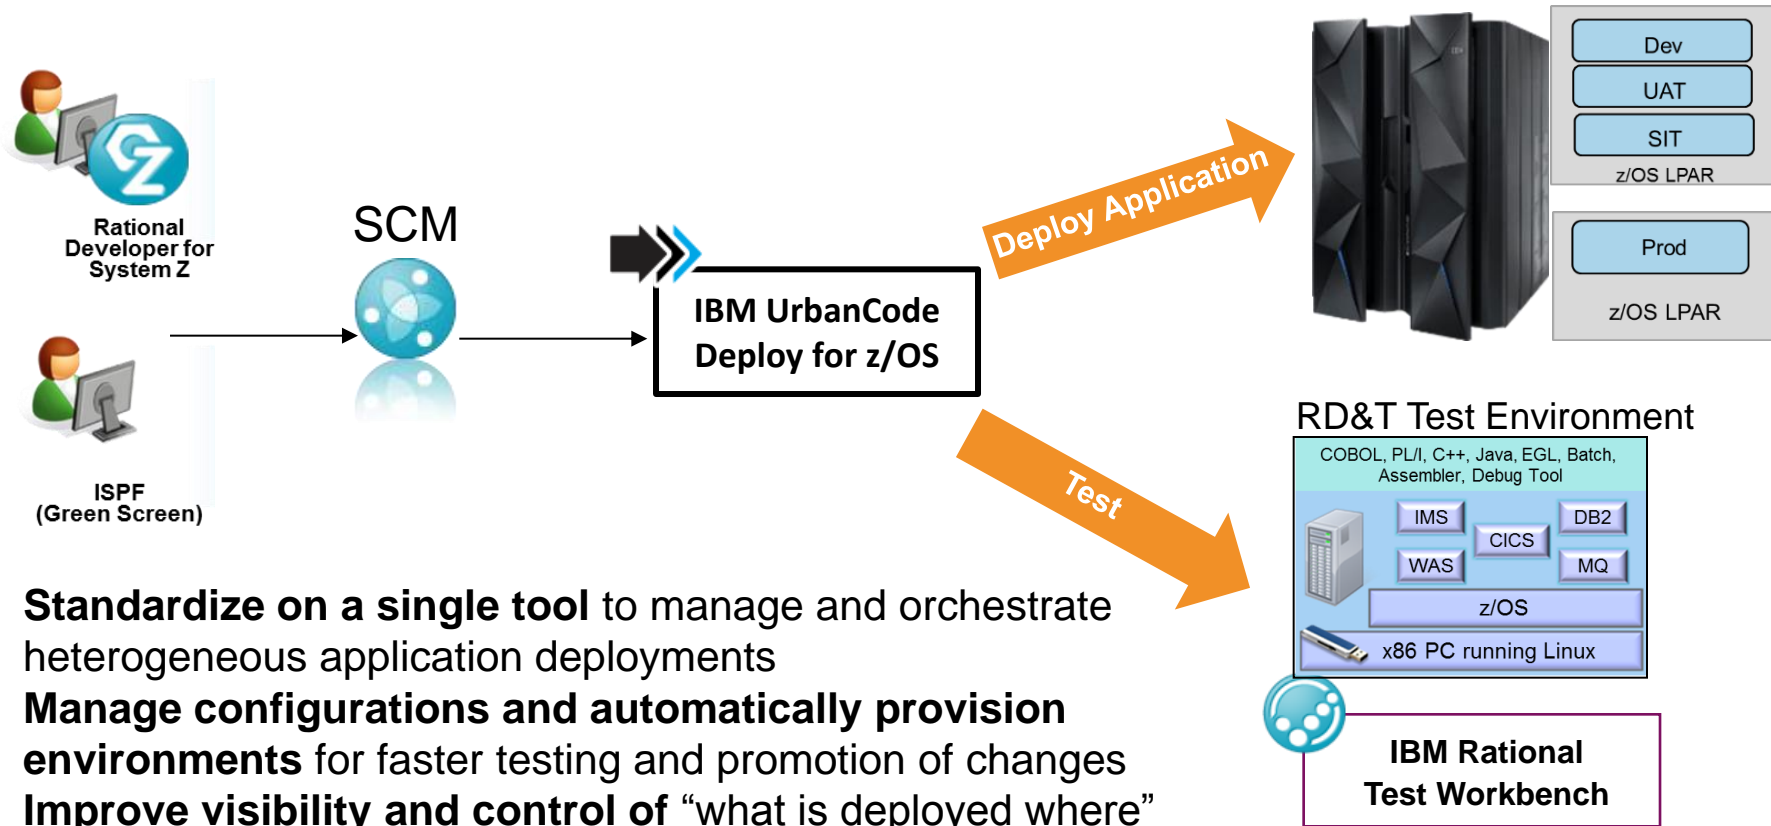 Rational
Developer for
System Z
ISPF
(Green Screen)
SCM
IBM UrbanCode
Deploy for z/OS
Deploy Application
Test
Dev
UAT
SIT
z/OS LPAR
Prod
z/OS LPAR
RD&T Test Environment
COBOL, PL/I, C++, Java, EGL, Batch,
Assembler, Debug Tool
IMS
DB2
CICS
WAS
MQ
z/OS
x86 PC running Linux
IBM Rational
Test Workbench
Standardize on a single tool to manage and orchestrate
heterogeneous application deployments
Manage configurations and automatically provision
environments for faster testing and promotion of changes
Improve visibility and control of “what is deployed where”